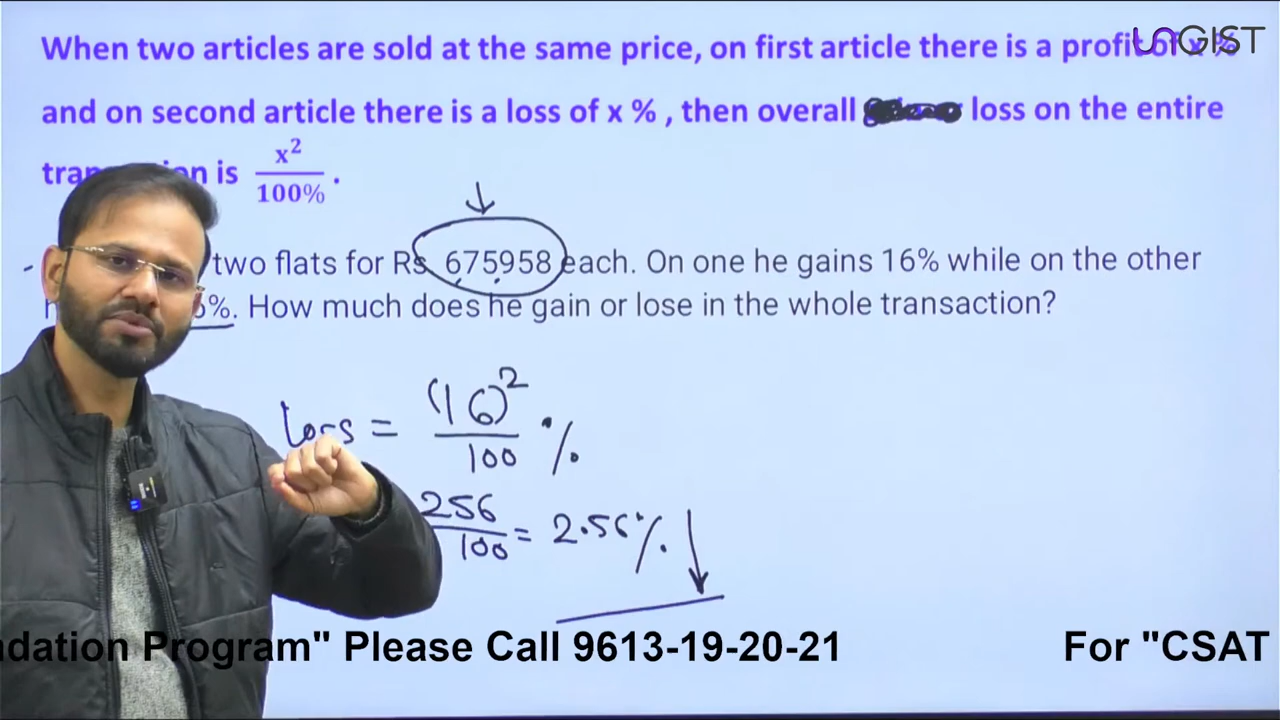 When two articles are sold at the same price, on first article there is a profit of x %
UNGIST
and on second article there is a loss of x % , then overall loss on the entire
is x²/100% .
two flats for Rs 675958 each. On one he gains 16% while on the other
%. How much does he gain or lose in the whole transaction?
loss = (16)²/100 %
256/100 = 2.56%
ndation Program" Please Call 9613-19-20-21 For "CSAT